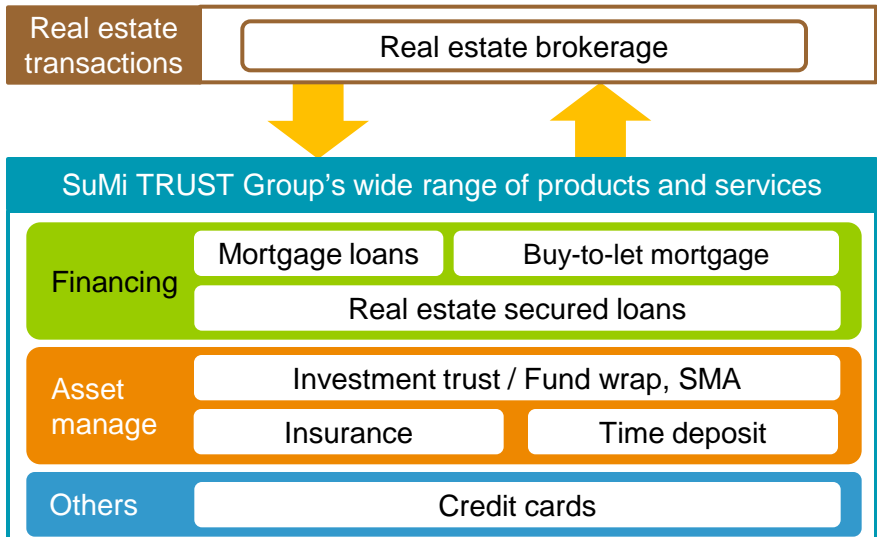 Real estate
transactions
Real estate brokerage
SuMi TRUST Group's wide range of products and services
Financing
Mortgage loans
Buy-to-let mortgage
Real estate secured loans
Asset
manage
Investment trust / Fund wrap, SMA
Insurance
Time deposit
Others
Credit cards